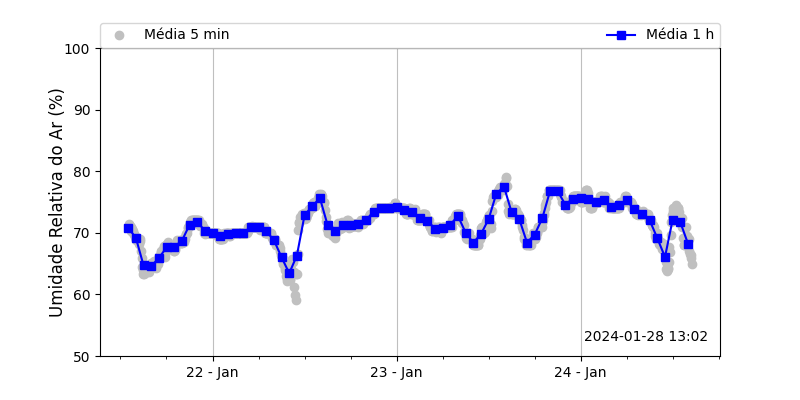 Média 5 min
Média 1 h
Umidade Relativa do Ar (%)
100
90
80
70
60
50
2024-01-28 13:02
22 - Jan
23 - Jan
24 - Jan